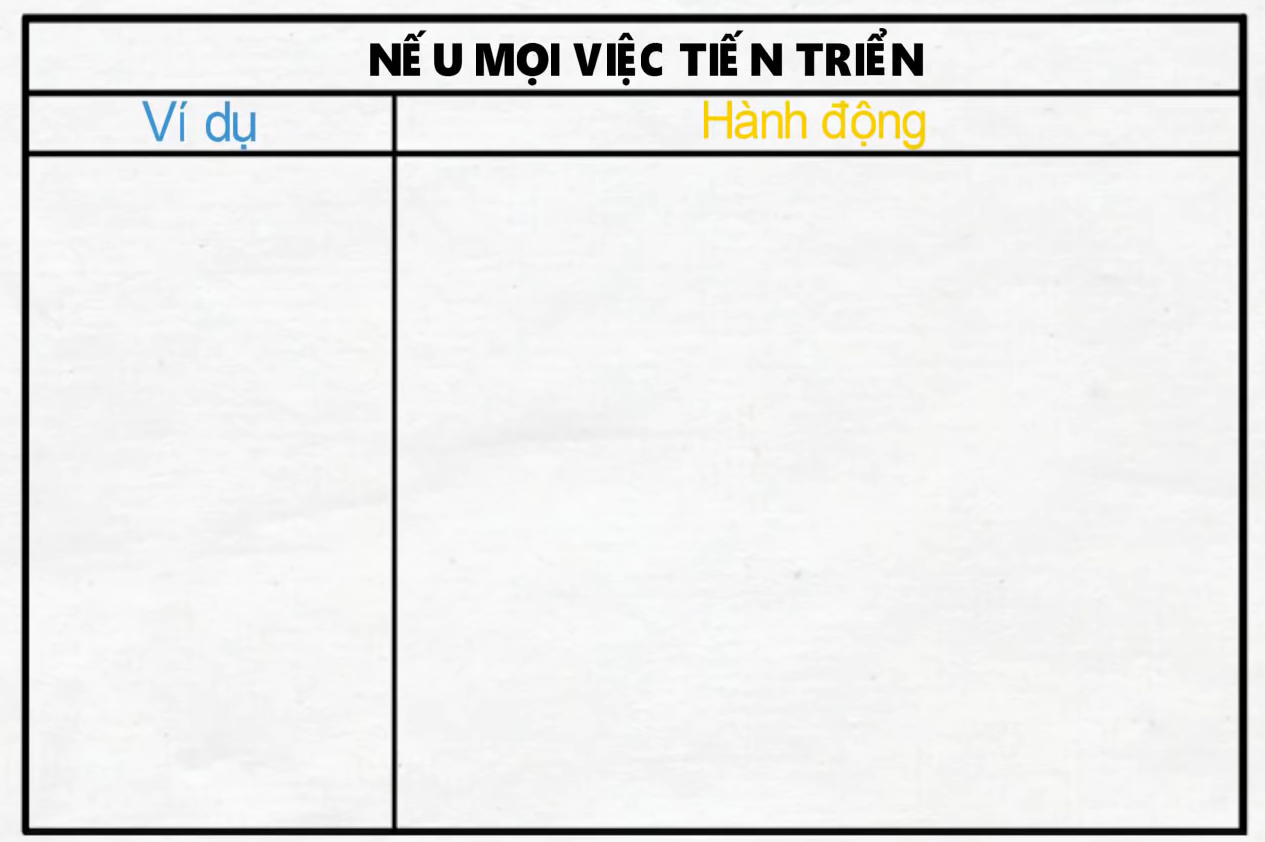 NẾU MỌI VIỆC TIẾN TRIỂN
Ví dụ
Hành động